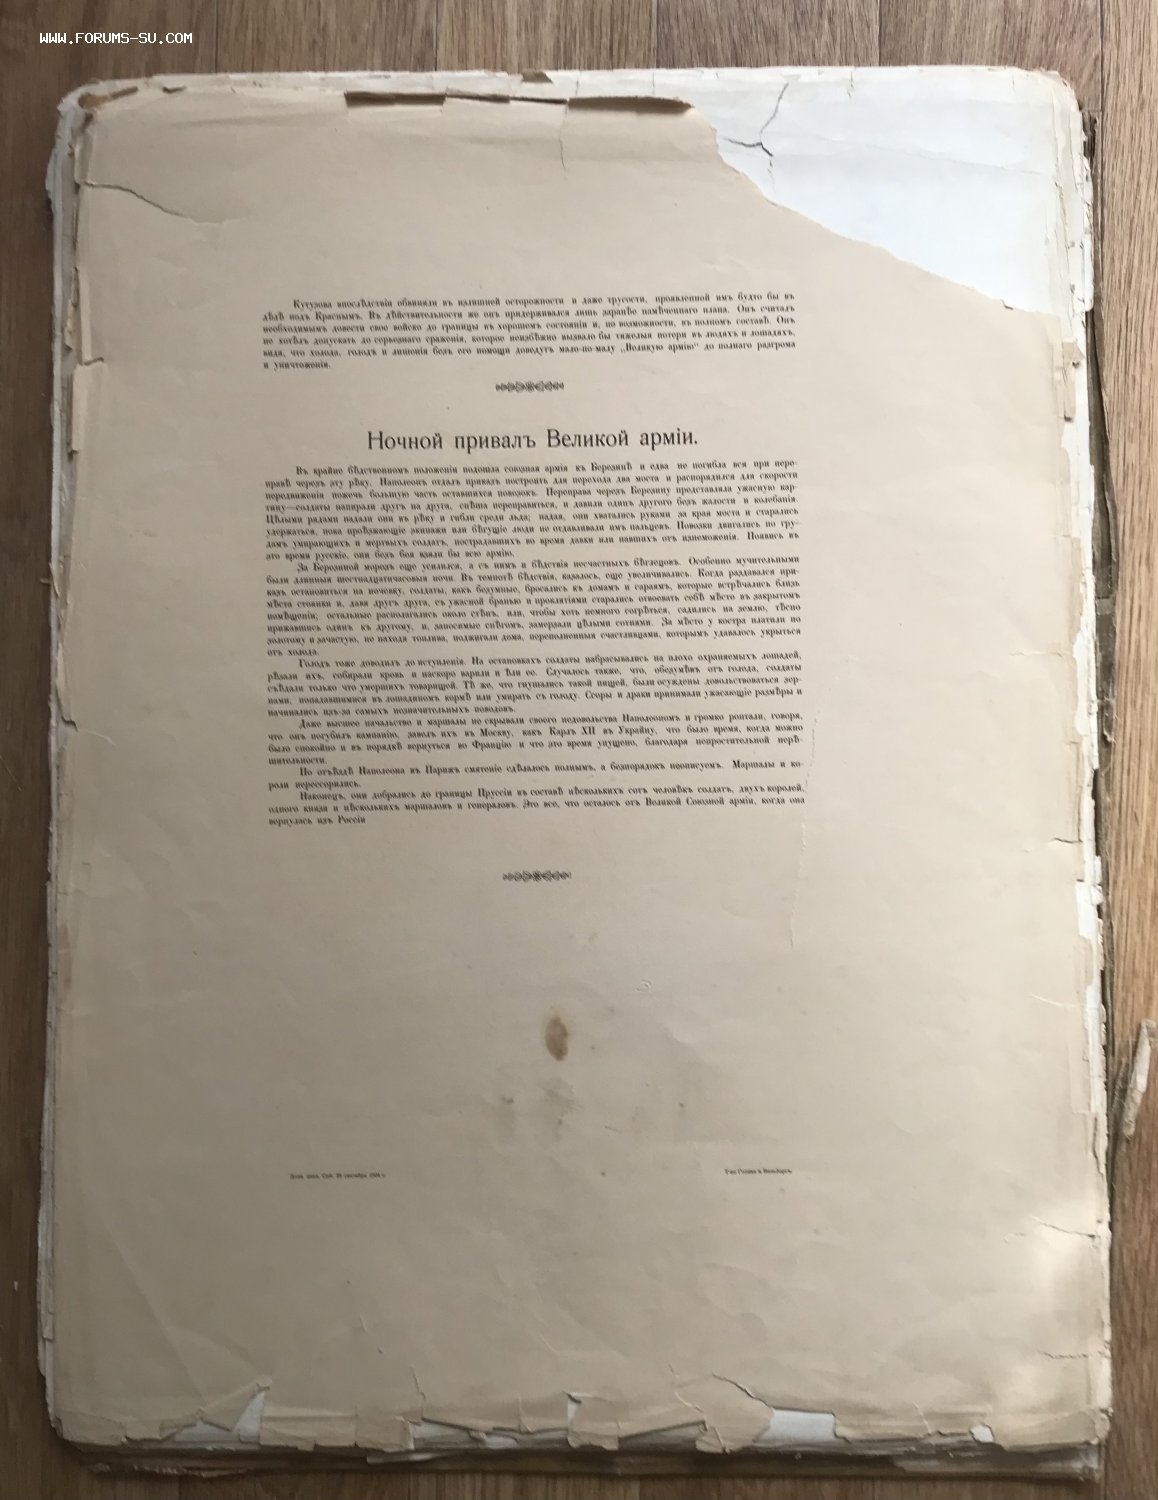 WWW.FORUMS-SU.COM
Кутузова впослѣдствіи обвиняли въ излишней осторожности и даже трусости, проявленной имъ будто бы въ
дѣлѣ подъ Краснымъ. Въ дѣйствительности же онъ придерживался лишь заранѣе намѣченнаго плана. Онъ считалъ
необходимымъ довести свое войско до границы въ хорошемъ состояніи и, по возможности, въ полномъ составѣ. Онъ
не хотѣлъ допускать до серьезнаго сраженія, которое неизбѣжно вызвало бы тяжелыя потери въ людяхъ и лошадяхъ,
видя, что холода, голодъ и лишенія безъ его помощи доведутъ мало-по-малу „Великую армію“ до полнаго разгрома
и уничтоженія.
Ночной привалъ Великой арміи.
Въ крайне бѣдственномъ положеніи подошла союзная армія къ Березинѣ и едва не погибла вся при пере-
правѣ черезъ эту рѣку. Наполеонъ отдалъ приказъ построить для перехода два моста и распорядился для скорости
передвиженія пожечь большую часть оставшихся повозокъ. Переправа черезъ Березину представляла ужасную кар-
тину—солдаты напирали другъ на друга, спѣша переправиться, и давили одинъ другого безъ жалости и колебанія.
Цѣлыми рядами падали они въ рѣку и гибли среди льда; падая, они хватались руками за края моста и старались
удержаться, пока проѣзжающіе экипажи или бѣгущіе люди не отдавливали имъ пальцевъ. Повозки двигались по гру-
дамъ умирающихъ и мертвыхъ солдатъ, пострадавшихъ во время давки или павшихъ отъ изнеможенія. Появись въ
это время русскіе, они безъ боя взяли бы всю армію.
За Березиной морозъ еще усилился, а съ нимъ и бѣдствія несчастныхъ бѣглецовъ. Особенно мучительными
были длинныя шестнадцатичасовыя ночи. Въ темнотѣ бѣдствія, казалось, еще увеличивались. Когда раздавался при-
казъ остановиться на ночевку, солдаты, какъ безумные, бросались къ домамъ и сараямъ, которые встрѣчались близь
мѣста стоянки и, давя другъ друга, съ ужасной бранью и проклятіями старались отвоевать себѣ мѣсто въ закрытомъ
помѣщеніи; остальные располагались около стѣнъ, или, чтобы хоть немного согрѣться, садились на землю, тѣсно
прижавшись одинъ къ другому, и, заносимые снѣгомъ, замерзали цѣлыми сотнями. За мѣсто у костра платили по
золотому и зачастую, не находя топлива, поджигали дома, переполненныя счастливцами, которымъ удавалось укрыться
отъ холода.
Голодъ тоже доводилъ до иступленія. На остановкахъ солдаты набрасывались на плохо охраняемыхъ лошадей,
рѣзали ихъ, собирали кровь и наскоро варили и ѣли ее. Случалось также, что, обезумѣвъ отъ голода, солдаты
съѣдали только что умершихъ товарищей. Тѣ же, что гнушались такой пищей, были осуждены довольствоваться зер-
нами, попадавшимися въ лошадиномъ кормѣ или умирать съ голоду. Ссоры и драки принимали ужасающіе размѣры и
начинались изъ-за самыхъ незначительныхъ поводовъ.
Даже высшее начальство и маршалы не скрывали своего недовольства Наполеономъ и громко роптали, говоря,
что онъ погубилъ кампанію, заведъ ихъ въ Москву, какъ Карлъ XII въ Украйну, что было время, когда можно
было спокойно и въ порядкѣ вернуться во Францію и что это время упущено, благодаря непростительной нерѣ-
шительности.
По отъѣздѣ Наполеона въ Парижъ смятеніе сдѣлалось полнымъ, а безпорядокъ неописуемъ. Маршалы и ко-
роли перессорились.
Наконецъ, они добрались до границы Пруссіи въ составѣ нѣсколькихъ сотъ человѣкъ солдатъ, двухъ королей,
одного князя и нѣсколькихъ маршаловъ и генераловъ. Это все, что осталось отъ Великой Союзной арміи, когда она
вернулась изъ Россіи
Дозв. ценз. Спб. сентября г.
Голике и Вильборгъ.